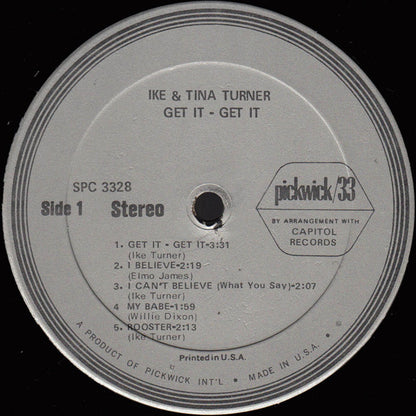 IKE & TINA TURNER
GET IT - GET IT
SPC 3328
Side 1 Stereo
pickwick/33
BY ARRANGEMENT WITH
CAPITOL
RECORDS
1. GET IT - GET IT-3:31
(Ike Turner)
2. I BELIEVE-2:19
(Elmo James)
3. I CAN'T BELIEVE (What You Say)-2:07
(Ike Turner)
4 MY BABE-1:59
(Willie Dixon)
5. ROOSTER-2:13
(Ike Turner)
Printed in U.S.A.
A PRODUCT OF PICKWICK INT'L • MADE IN U.S.A. •